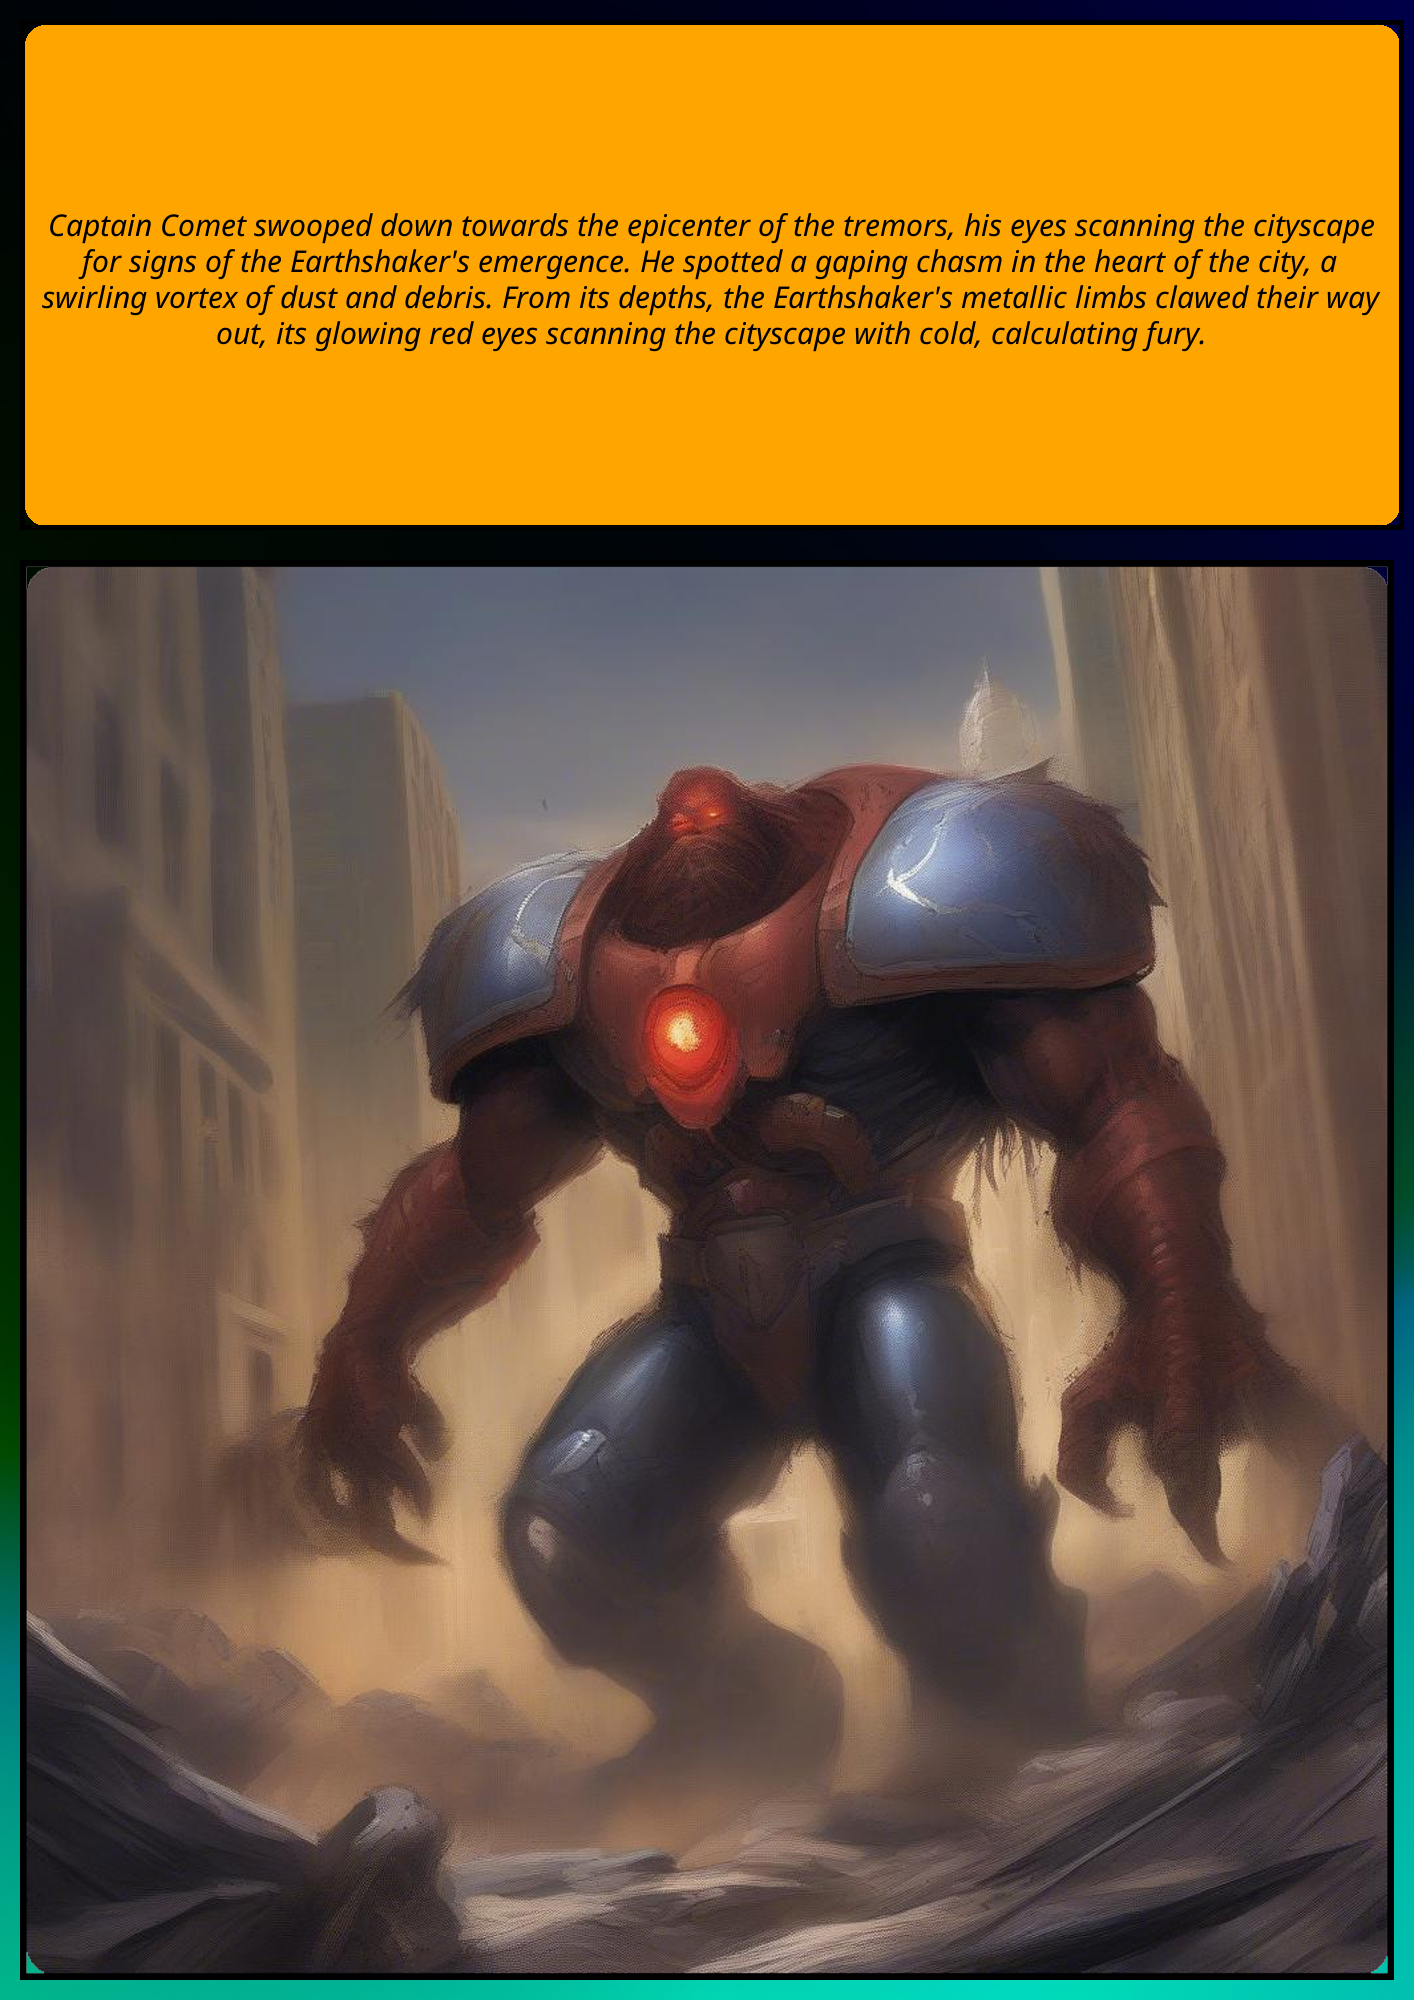 Captain Comet swooped down towards the epicenter of the tremors, his eyes scanning the cityscape
for signs of the Earthshaker's emergence. He spotted a gaping chasm in the heart of the city, a
swirling vortex of dust and debris. From its depths, the Earthshaker's metallic limbs clawed their way
out, its glowing red eyes scanning the cityscape with cold, calculating fury.